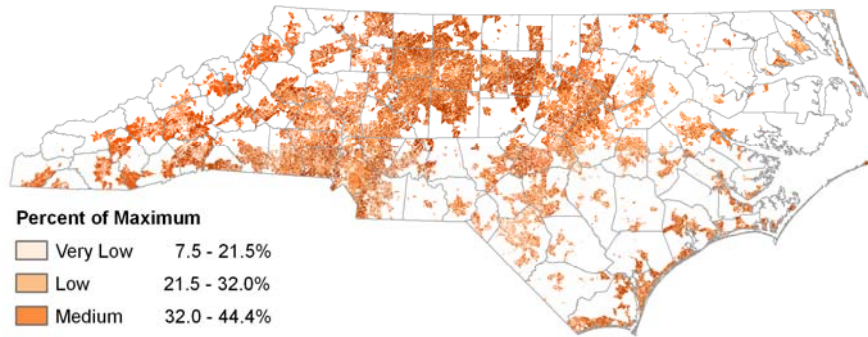 Percent of Maximum
Very Low 7.5 - 21.5%
Low 21.5 - 32.0%
Medium 32.0 - 44.4%